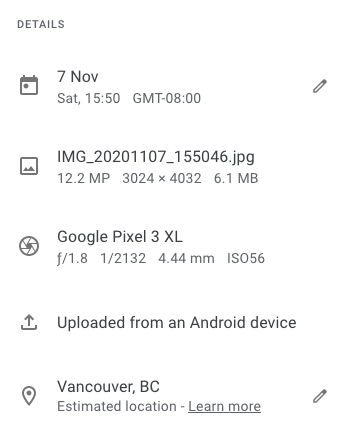 DETAILS
7 Nov
Sat, 15:50 GMT-08:00
IMG_20201107_155046.jpg
12.2 MP 3024 × 4032 6.1 MB
Google Pixel 3 XL
ƒ/1.8 1/2132 4.44 mm ISO56
Uploaded from an Android device
Vancouver, BC
Estimated location - Learn more